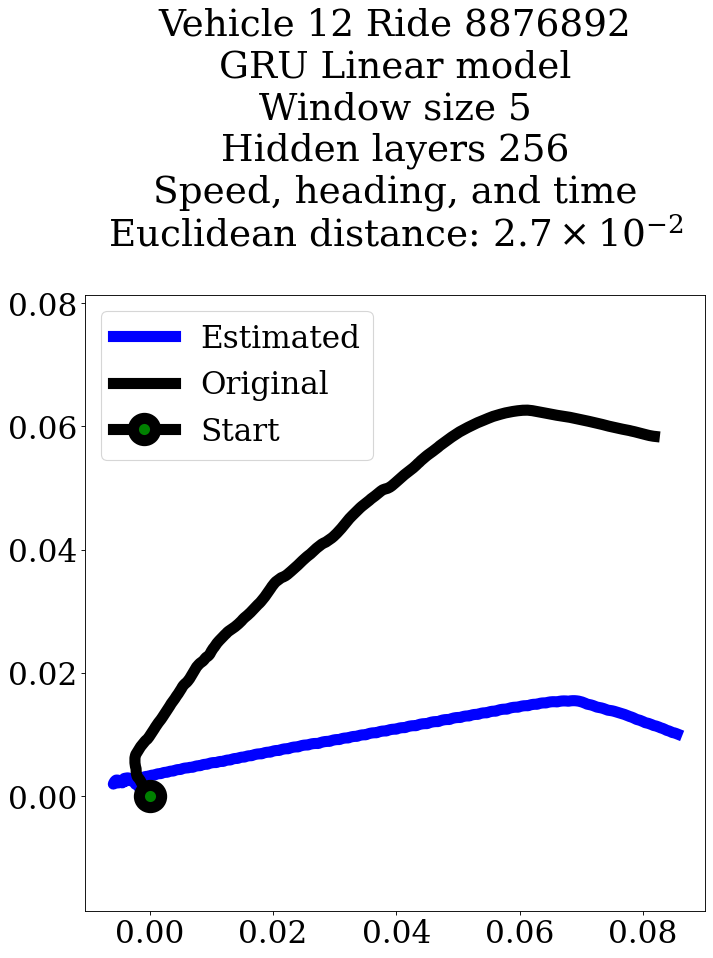 Vehicle 12 Ride 8876892
GRU Linear model
Window size 5
Hidden layers 256
Speed, heading, and time
Euclidean distance: 2.7 × 10⁻²
Estimated
Original
Start
0.08
0.06
0.04
0.02
0.00
0.00 0.02 0.04 0.06 0.08